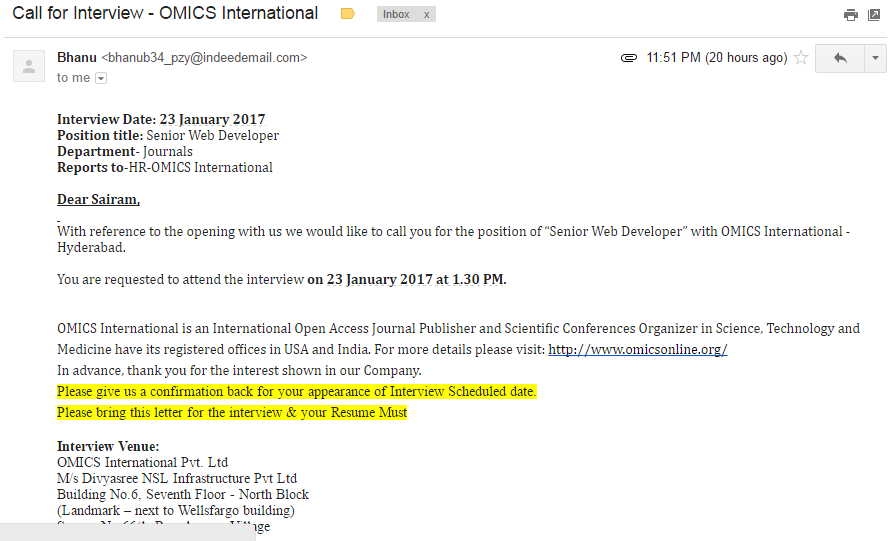 Call for Interview - OMICS International
Inbox x
Bhanu <bhanub34_pzy@indeedemail.com>
11:51 PM (20 hours ago)
to me
Interview Date: 23 January 2017
Position title: Senior Web Developer
Department- Journals
Reports to-HR-OMICS International
Dear Sairam,
With reference to the opening with us we would like to call you for the position of “Senior Web Developer” with OMICS International -
Hyderabad.
You are requested to attend the interview on 23 January 2017 at 1.30 PM.
OMICS International is an International Open Access Journal Publisher and Scientific Conferences Organizer in Science, Technology and
Medicine have its registered offices in USA and India. For more details please visit: http://www.omicsonline.org/
In advance, thank you for the interest shown in our Company.
Please give us a confirmation back for your appearance of Interview Scheduled date.
Please bring this letter for the interview & your Resume Must
Interview Venue:
OMICS International Pvt. Ltd
M/s Divyasree NSL Infrastructure Pvt Ltd
Building No.6, Seventh Floor - North Block
(Landmark – next to Wellsfargo building)